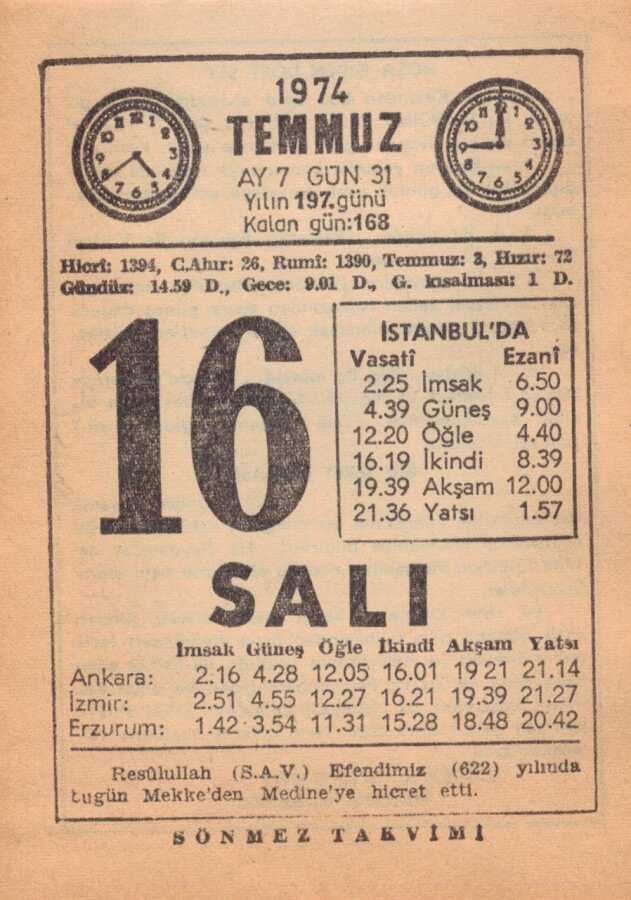 1974
TEMMUZ
AY 7 GÜN 31
Yılın 197.günü
Kalan gün:168
Hicrî: 1394, C.Ahır: 26, Rumî: 1390, Temmuz: 3, Hızır: 72
Gündüz: 14.59 D., Gece: 9.01 D., G. kısalması: 1 D.
16
İSTANBUL'DA
Vasatî Ezanî
2.25 İmsak 6.50
4.39 Güneş 9.00
12.20 Öğle 4.40
16.19 İkindi 8.39
19.39 Akşam 12.00
21.36 Yatsı 1.57
SALI
İmsak Güneş Öğle İkindi Akşam Yatsı
Ankara: 2.16 4.28 12.05 16.01 19 21 21.14
İzmir: 2.51 4.55 12.27 16.21 19.39 21.27
Erzurum: 1.42 3.54 11.31 15.28 18.48 20.42
Resûlullah (S.A.V.) Efendimiz (622) yılında
bugün Mekke'den Medine'ye hicret etti.
SÖNMEZ TAKVİMİ